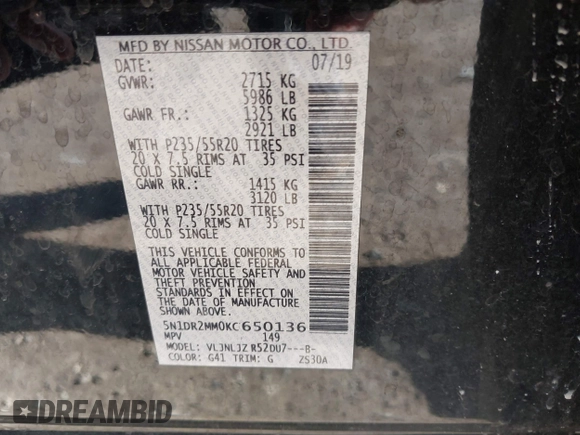 MFD BY NISSAN MOTOR CO., LTD.
DATE: 07/19
GVWR: 2715 KG
5986 LB
GAWR FR.: 1325 KG
2921 LB
WITH P235/55R20 TIRES
20 X 7.5 RIMS AT 35 PSI
COLD SINGLE
GAWR RR.: 1415 KG
3120 LB
WITH P235/55R20 TIRES
20 X 7.5 RIMS AT 35 PSI
COLD SINGLE
THIS VEHICLE CONFORMS TO
ALL APPLICABLE FEDERAL
MOTOR VEHICLE SAFETY AND
THEFT PREVENTION
STANDARDS IN EFFECT ON
THE DATE OF MANUFACTURE
SHOWN ABOVE.
5N1DR2MM0KC650136
MPV 149
MODEL: VLJNLJZ R52DU7---B-
COLOR: G41 TRIM: G ZS30A
DREAMBID